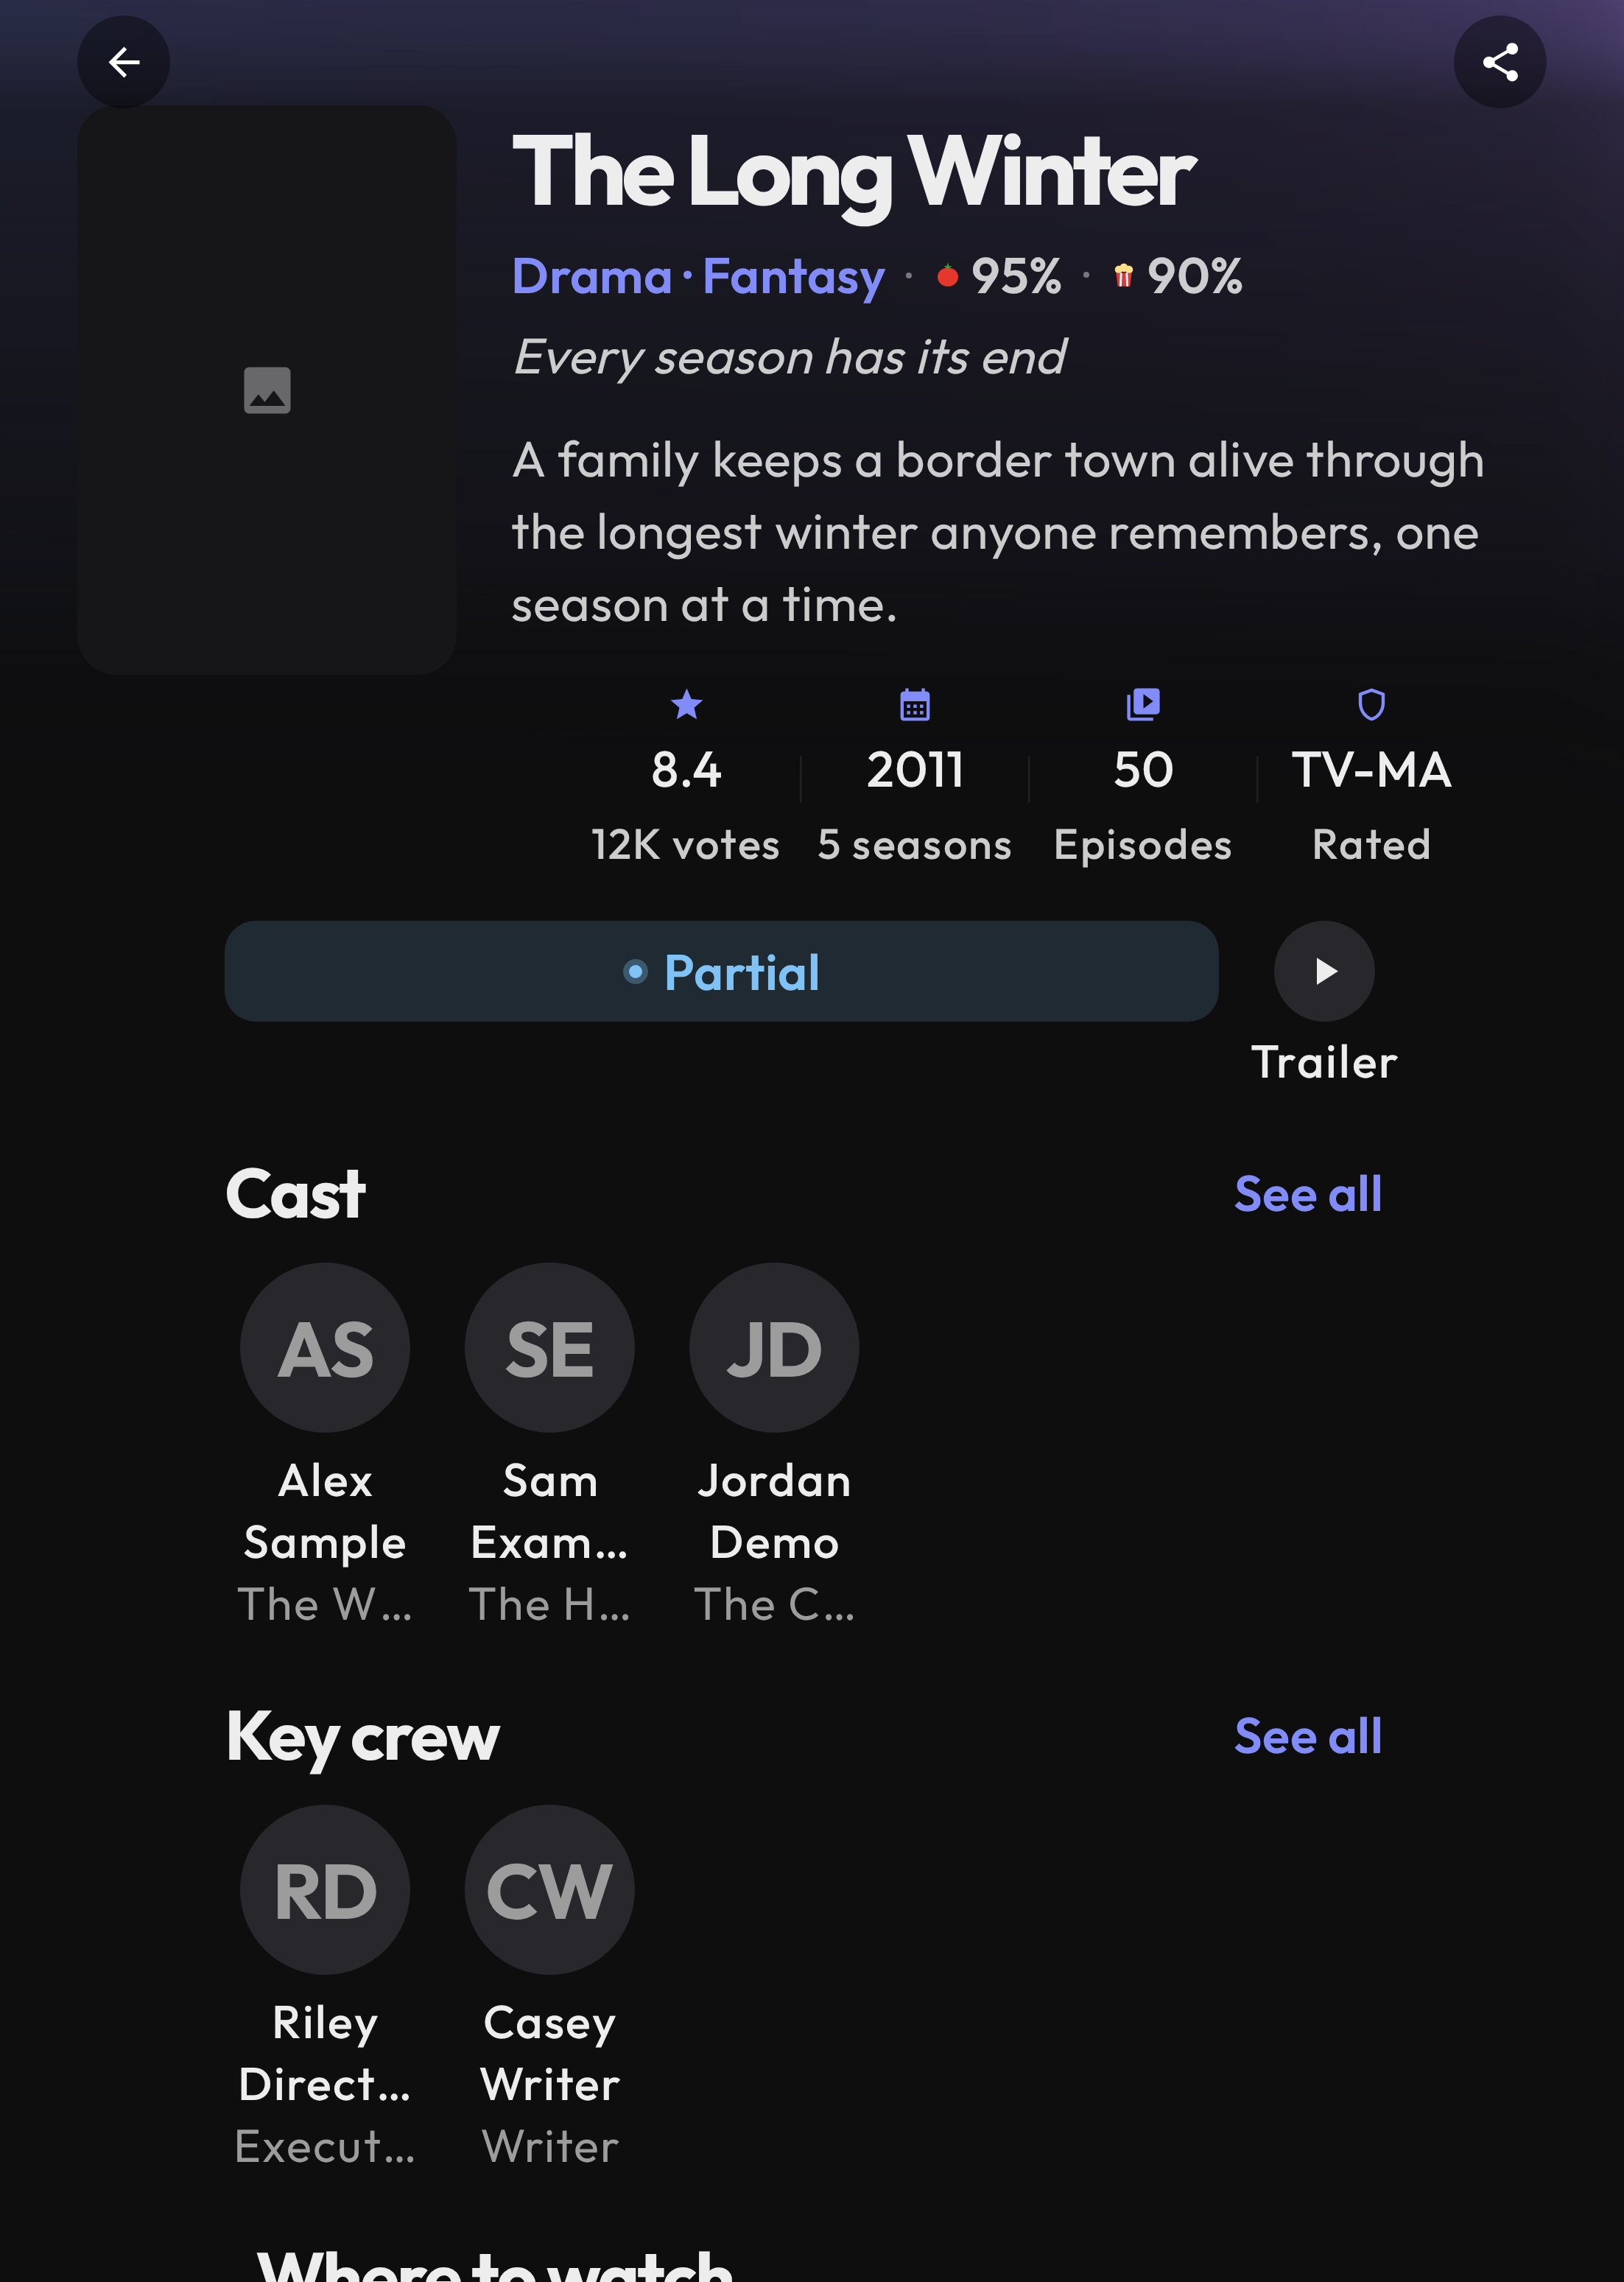 The Long Winter
Drama · Fantasy · 95% · 90%
Every season has its end
A family keeps a border town alive through
the longest winter anyone remembers, one
season at a time.
8.4 2011 50 TV-MA
12K votes 5 seasons Episodes Rated
Partial
Trailer
Cast See all
AS SE JD
Alex Sam Jordan
Sample Exam... Demo
The W... The H... The C...
Key crew See all
RD CW
Riley Casey
Direct... Writer
Execut... Writer
Where to watch